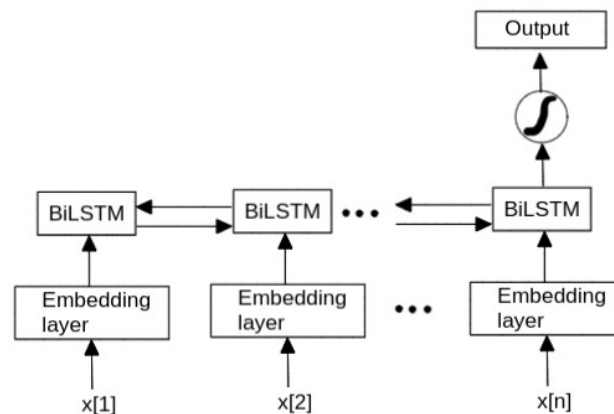 Output
BiLSTM
BiLSTM
BiLSTM
Embedding
layer
Embedding
layer
Embedding
layer
x[1]
x[2]
x[n]